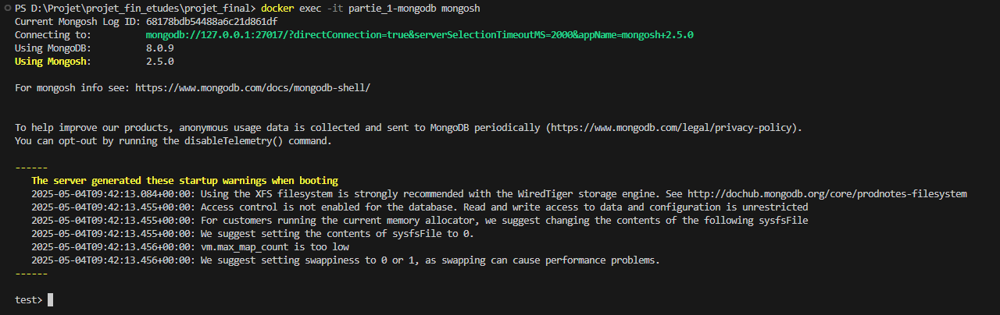 PS D:\Projet\projet_fin_etudes\projet_final> docker exec -it partie_1-mongodb mongosh
Current Mongosh Log ID: 68178bdb54488a6c21d861df
Connecting to:          mongodb://127.0.0.1:27017/?directConnection=true&serverSelectionTimeoutMS=2000&appName=mongosh+2.5.0
Using MongoDB:          8.0.9
Using Mongosh:          2.5.0
For mongosh info see: https://www.mongodb.com/docs/mongodb-shell/
To help improve our products, anonymous usage data is collected and sent to MongoDB periodically (https://www.mongodb.com/legal/privacy-policy).
You can opt-out by running the disableTelemetry() command.
------
   The server generated these startup warnings when booting
   2025-05-04T09:42:13.084+00:00: Using the XFS filesystem is strongly recommended with the WiredTiger storage engine. See http://dochub.mongodb.org/core/prodnotes-filesystem
   2025-05-04T09:42:13.455+00:00: Access control is not enabled for the database. Read and write access to data and configuration is unrestricted
   2025-05-04T09:42:13.455+00:00: For customers running the current memory allocator, we suggest changing the contents of the following sysfsFile
   2025-05-04T09:42:13.455+00:00: We suggest setting the contents of sysfsFile to 0.
   2025-05-04T09:42:13.456+00:00: vm.max_map_count is too low
   2025-05-04T09:42:13.456+00:00: We suggest setting swappiness to 0 or 1, as swapping can cause performance problems.
------
test>